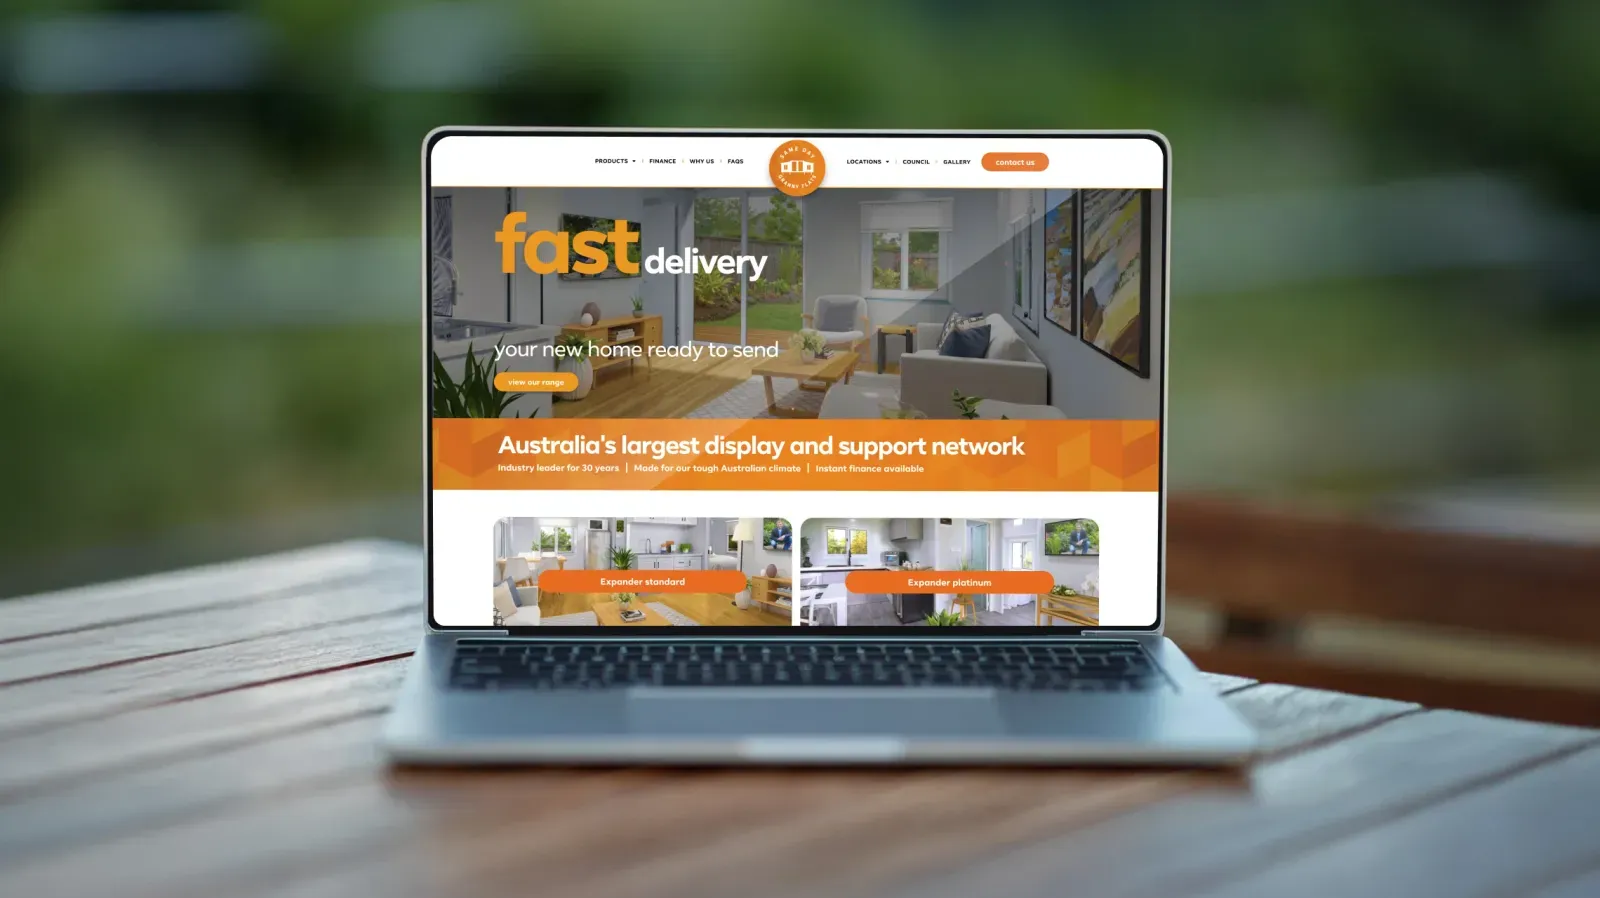 PRODUCTS | FINANCE | WHY US | FAQS
SAME DAY
GRANNY FLATS
LOCATIONS | COUNCIL | GALLERY
contact us
fast delivery
your new home ready to send
view our range
Australia's largest display and support network
Industry leader for 30 years | Made for our tough Australian climate | Instant finance available
Expander standard
Expander platinum